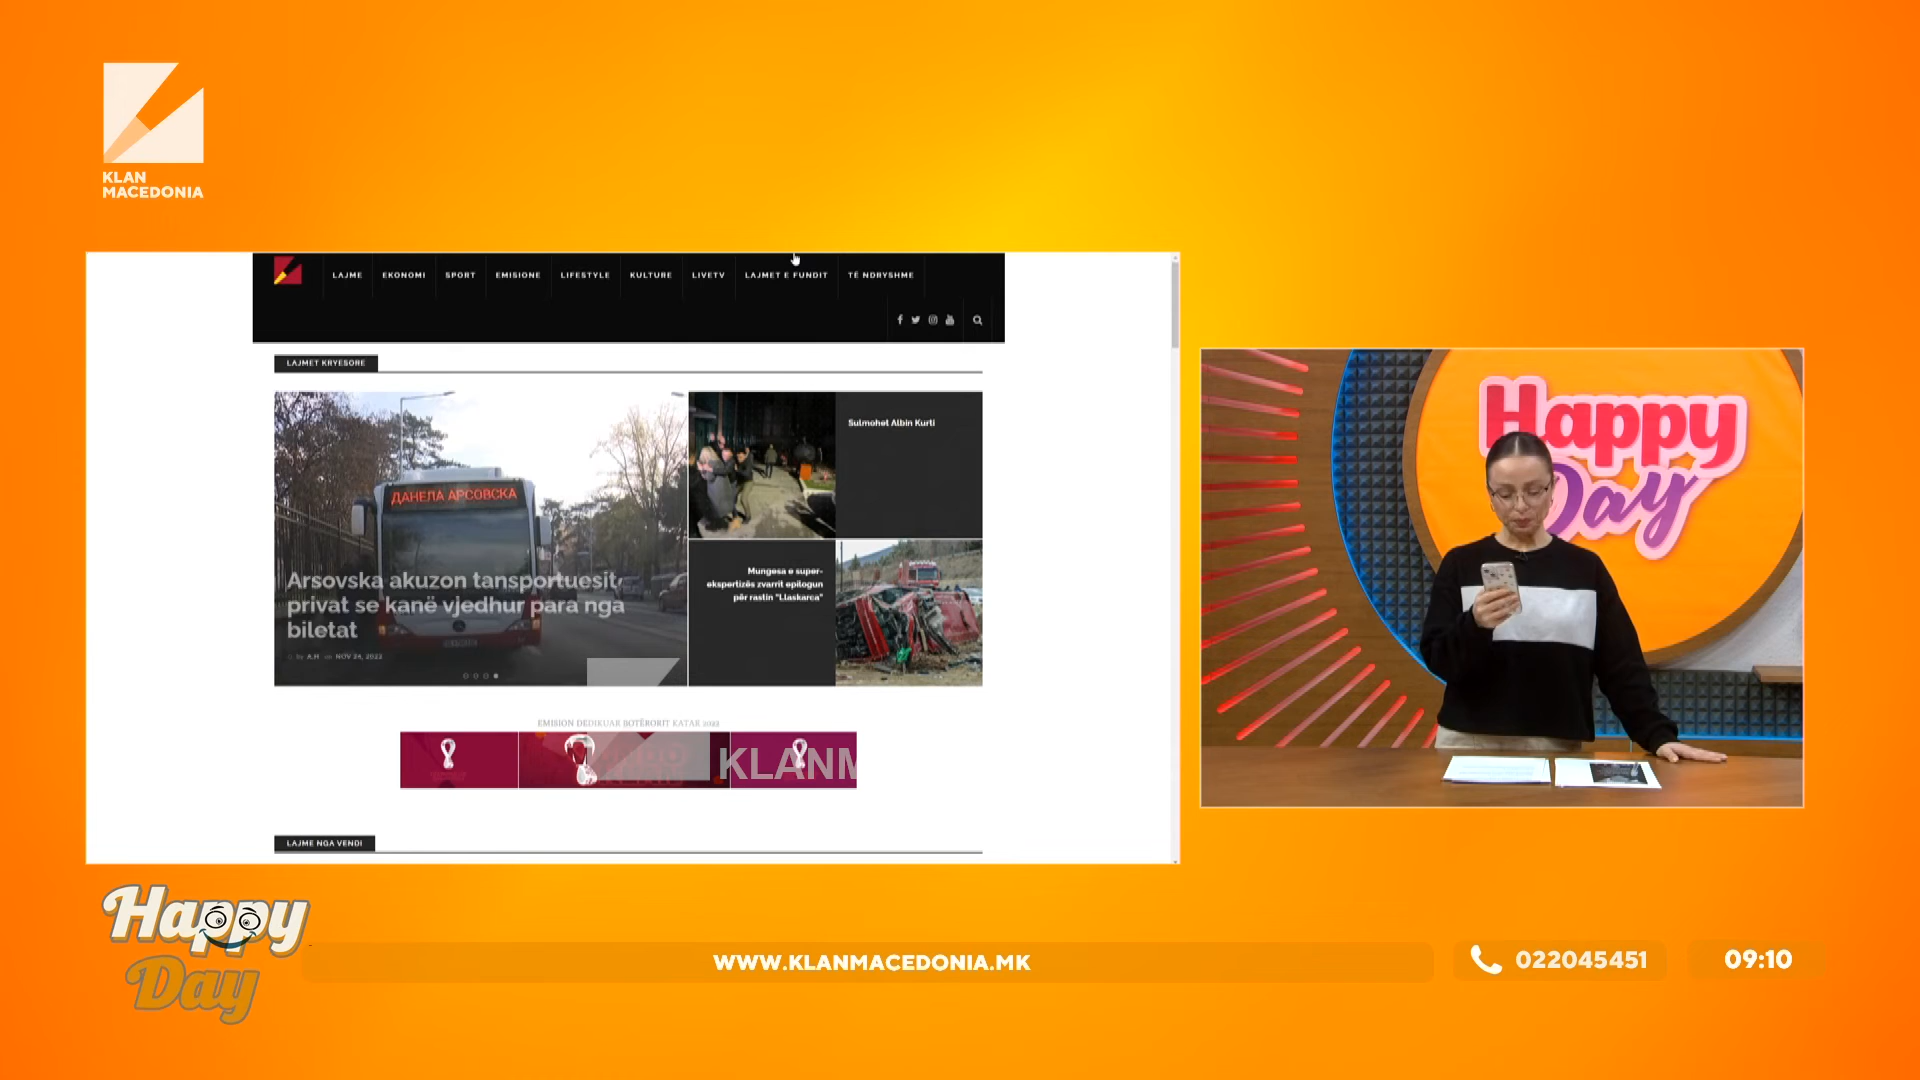 KLAN
MACEDONIA
LAJME
EKONOMI
SPORT
EMISIONE
LIFESTYLE
KULTURE
LIVETV
LAJMET E FUNDIT
TË NDRYSHME
LAJMET KRYESORE
ДАНЕЛА АРСОВСКА
Arsovska akuzon tansportuesit
privat se kanë vjedhur para nga
biletat
by A.H on NOV 24, 2022
Sulmohet Albin Kurti
Mungesa e super-
ekspertizës zvarrit epilogun
për rastin "Llaskarca"
EMISION DEDIKUAR BOTËRORIT KATAR 2022
KLANM
LAJME NGA VENDI
Happy
Day
Happy
Day
WWW.KLANMACEDONIA.MK
022045451
09:10